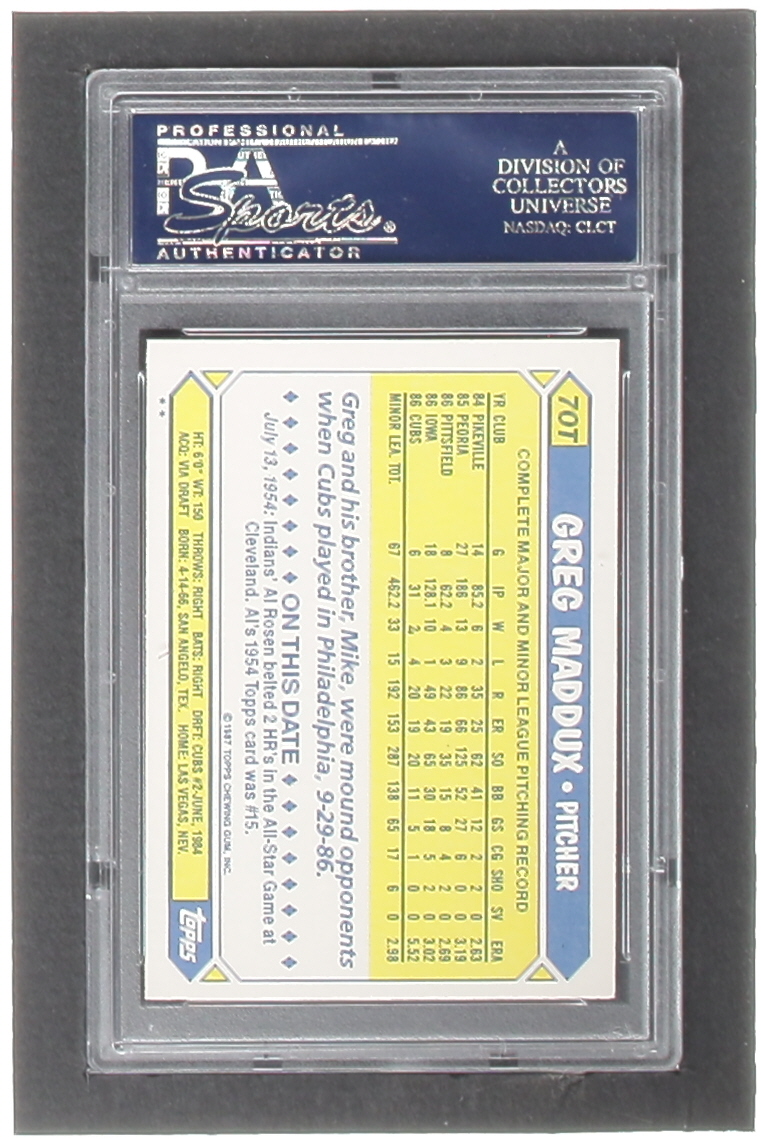 PROFESSIONAL
PSA
Sports®
AUTHENTICATOR
A
DIVISION OF
COLLECTORS
UNIVERSE
NASDAQ: CLCT
70T GREG MADDUX • PITCHER
COMPLETE MAJOR AND MINOR LEAGUE PITCHING RECORD
YR CLUB G IP W L R ER SO BB GS CG SHO SV ERA
84 PIKEVILLE 14 85.2 6 2 35 25 62 41 12 2 2 0 2.63
85 PEORIA 27 186 13 9 86 66 125 52 27 6 0 0 3.19
86 PITTSFIELD 8 62.2 4 3 22 19 35 15 8 4 2 0 2.69
86 IOWA 18 128.1 10 1 49 43 65 30 18 5 2 0 3.02
86 CUBS 6 31 2 4 20 19 20 11 5 1 0 0 5.52
MINOR LEA. TOT. 67 462.2 33 15 192 153 287 138 65 17 6 0 2.98
Greg and his brother, Mike, were mound opponents
when Cubs played in Philadelphia, 9-29-86.
ON THIS DATE
July 13, 1954: Indians' Al Rosen belted 2 HR's in the All-Star Game at
Cleveland. Al's 1954 Topps card was #15.
© 1987 TOPPS CHEWING GUM, INC.
HT: 6'0" WT: 150 THROWS: RIGHT BATS: RIGHT DRFT: CUBS #2-JUNE, 1984
ACQ: VIA DRAFT BORN: 4-14-66, SAN ANGELO, TEX. HOME: LAS VEGAS, NEV.
topps
**